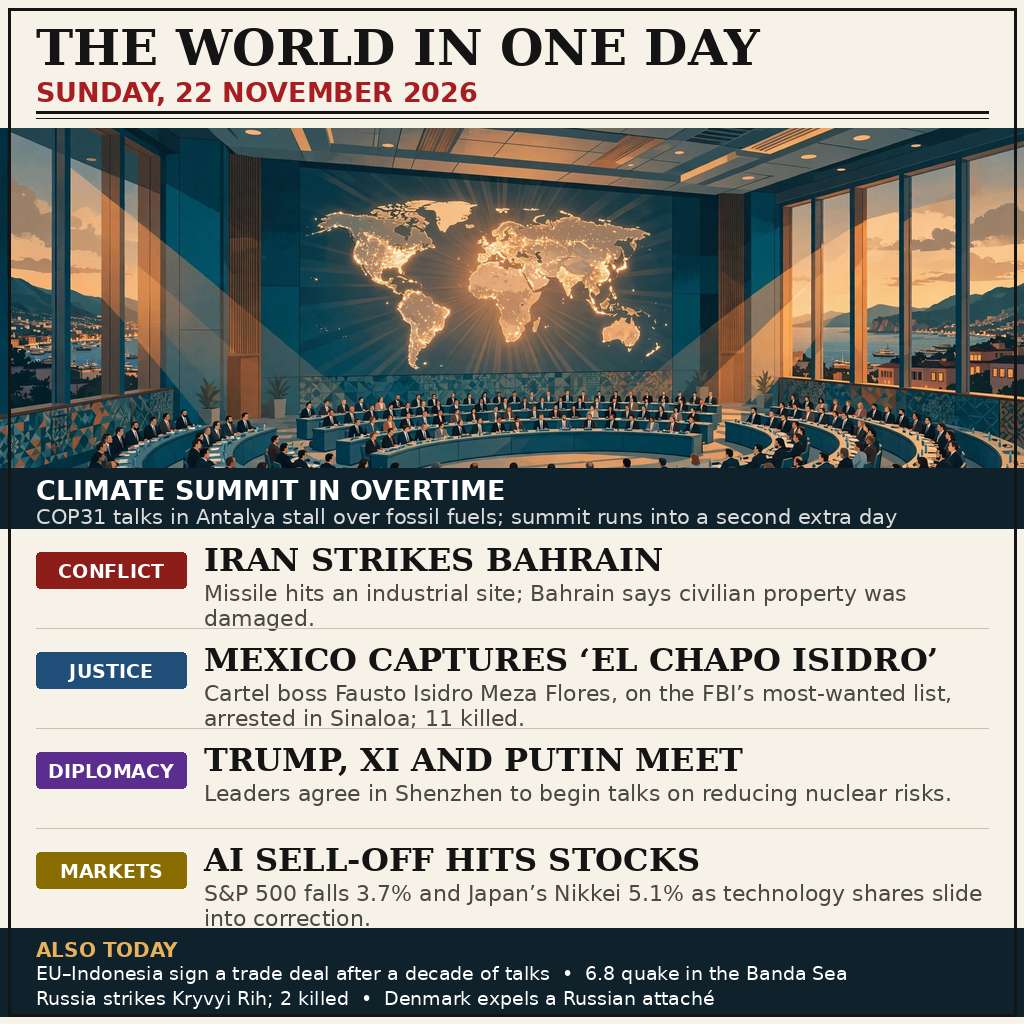 THE WORLD IN ONE DAY
SUNDAY, 22 NOVEMBER 2026
CLIMATE SUMMIT IN OVERTIME
COP31 talks in Antalya stall over fossil fuels; summit runs into a second extra day
CONFLICT
IRAN STRIKES BAHRAIN
Missile hits an industrial site; Bahrain says civilian property was
damaged.
JUSTICE
MEXICO CAPTURES ‘EL CHAPO ISIDRO’
Cartel boss Fausto Isidro Meza Flores, on the FBI’s most-wanted list,
arrested in Sinaloa; 11 killed.
DIPLOMACY
TRUMP, XI AND PUTIN MEET
Leaders agree in Shenzhen to begin talks on reducing nuclear risks.
MARKETS
AI SELL-OFF HITS STOCKS
S&P 500 falls 3.7% and Japan’s Nikkei 5.1% as technology shares slide
into correction.
ALSO TODAY
EU–Indonesia sign a trade deal after a decade of talks • 6.8 quake in the Banda Sea
Russia strikes Kryvyi Rih; 2 killed • Denmark expels a Russian attaché